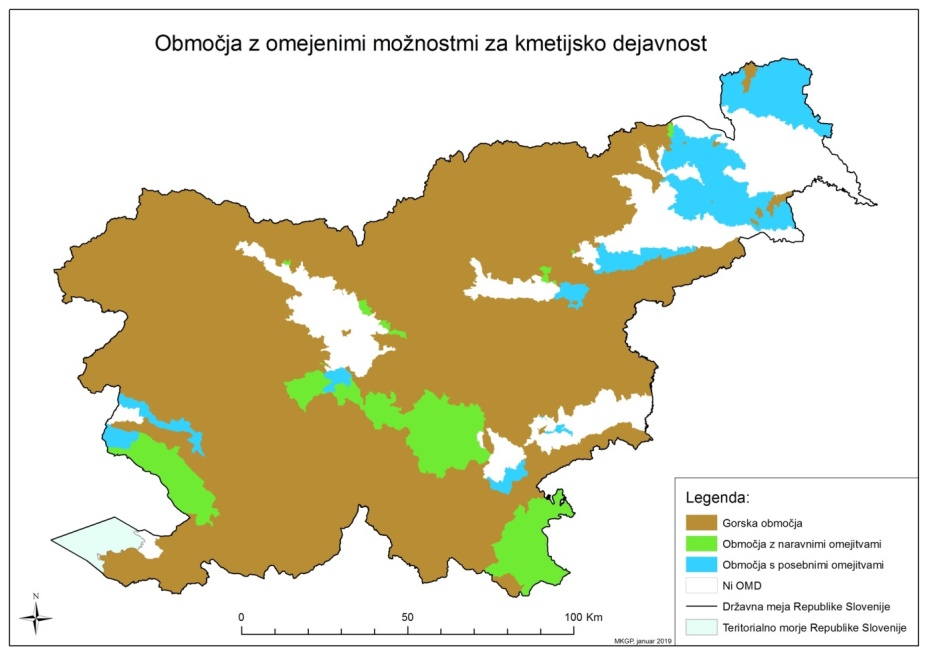 Območja z omejenimi možnostmi za kmetijsko dejavnost
Legenda:
Gorska območja
Območja z naravnimi omejitvami
Območja s posebnimi omejitvami
Ni OMD
Državna meja Republike Slovenije
Teritorialno morje Republike Slovenije
N
0 50 100 Km
MKGP, januar 2019